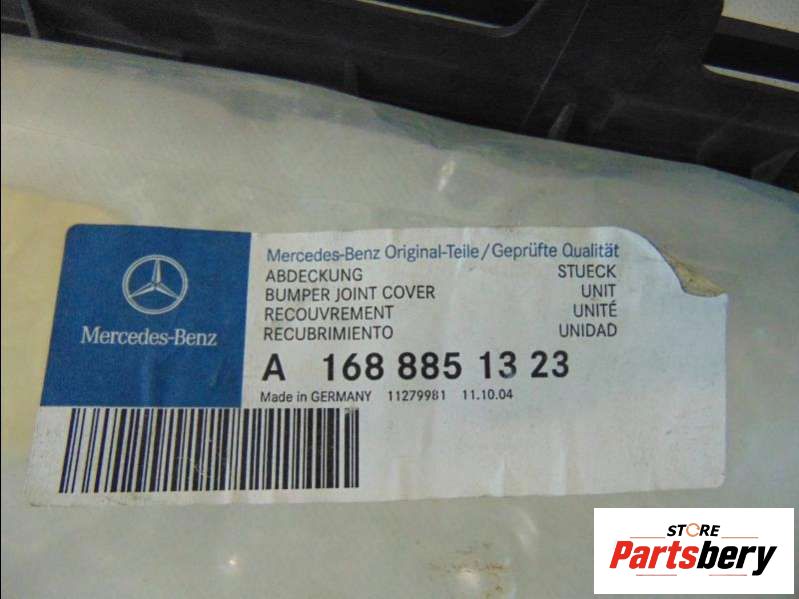 Mercedes-Benz
Mercedes-Benz Original-Teile/Geprüfte Qualität
ABDECKUNG STUECK
BUMPER JOINT COVER UNIT
RECOUVREMENT UNITÉ
RECUBRIMIENTO UNIDAD
A 168 885 13 23
Made in GERMANY 11279981 11.10.04
STORE
Partsbery